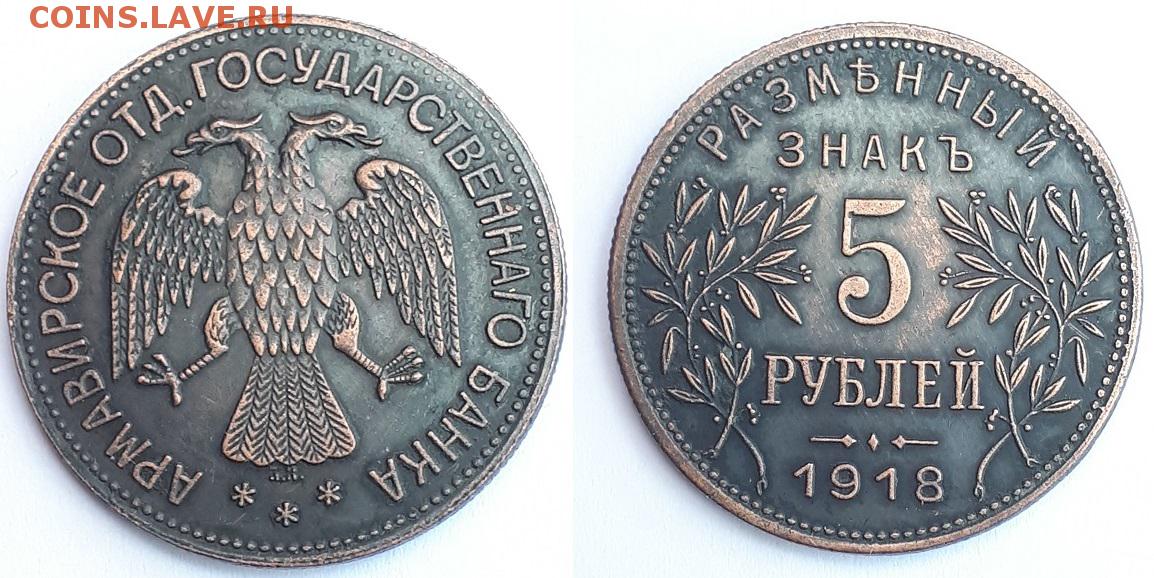 COINS.LAVE.RU
АРМАВИРСКОЕ ОТД. ГОСУДАРСТВЕННАГО БАНКА
РАЗМѢННЫЙ
ЗНАКЪ
5
РУБЛЕЙ
1918